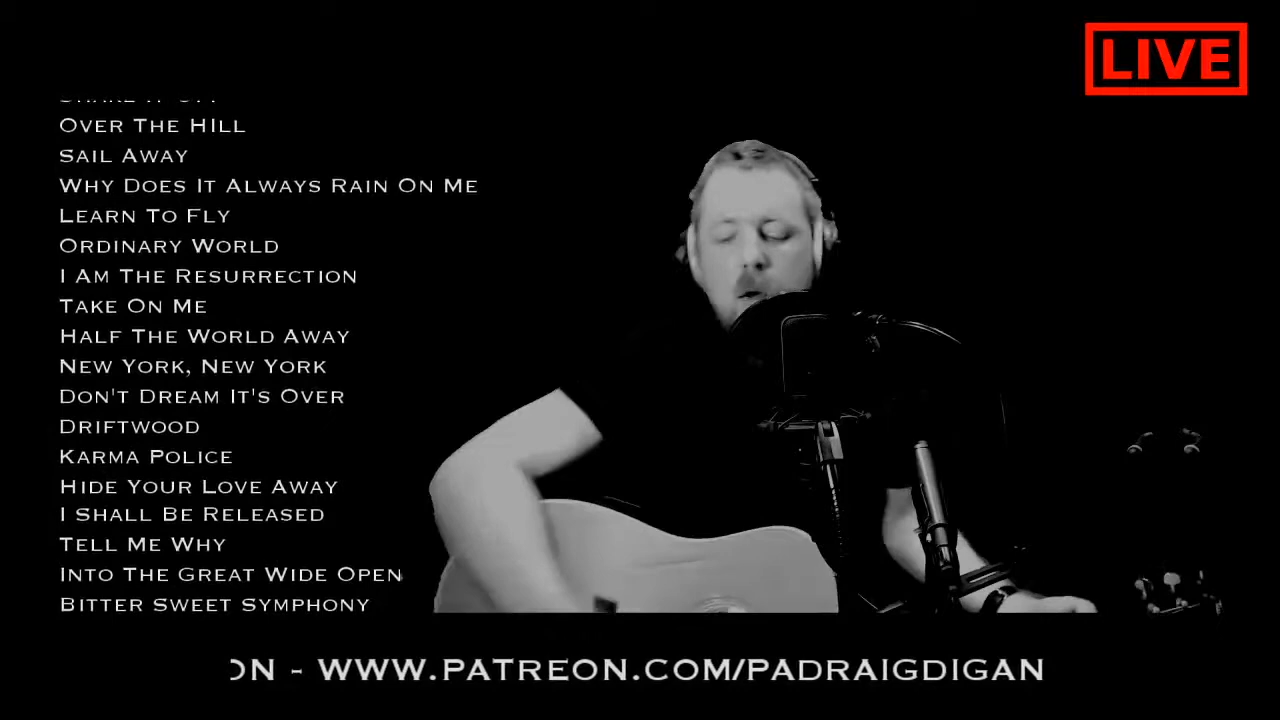 LIVE
OVER THE HILL
SAIL AWAY
WHY DOES IT ALWAYS RAIN ON ME
LEARN TO FLY
ORDINARY WORLD
I AM THE RESURRECTION
TAKE ON ME
HALF THE WORLD AWAY
NEW YORK, NEW YORK
DON'T DREAM IT'S OVER
DRIFTWOOD
KARMA POLICE
HIDE YOUR LOVE AWAY
I SHALL BE RELEASED
TELL ME WHY
INTO THE GREAT WIDE OPEN
BITTER SWEET SYMPHONY
ON - WWW.PATREON.COM/PADRAIGDIGAN